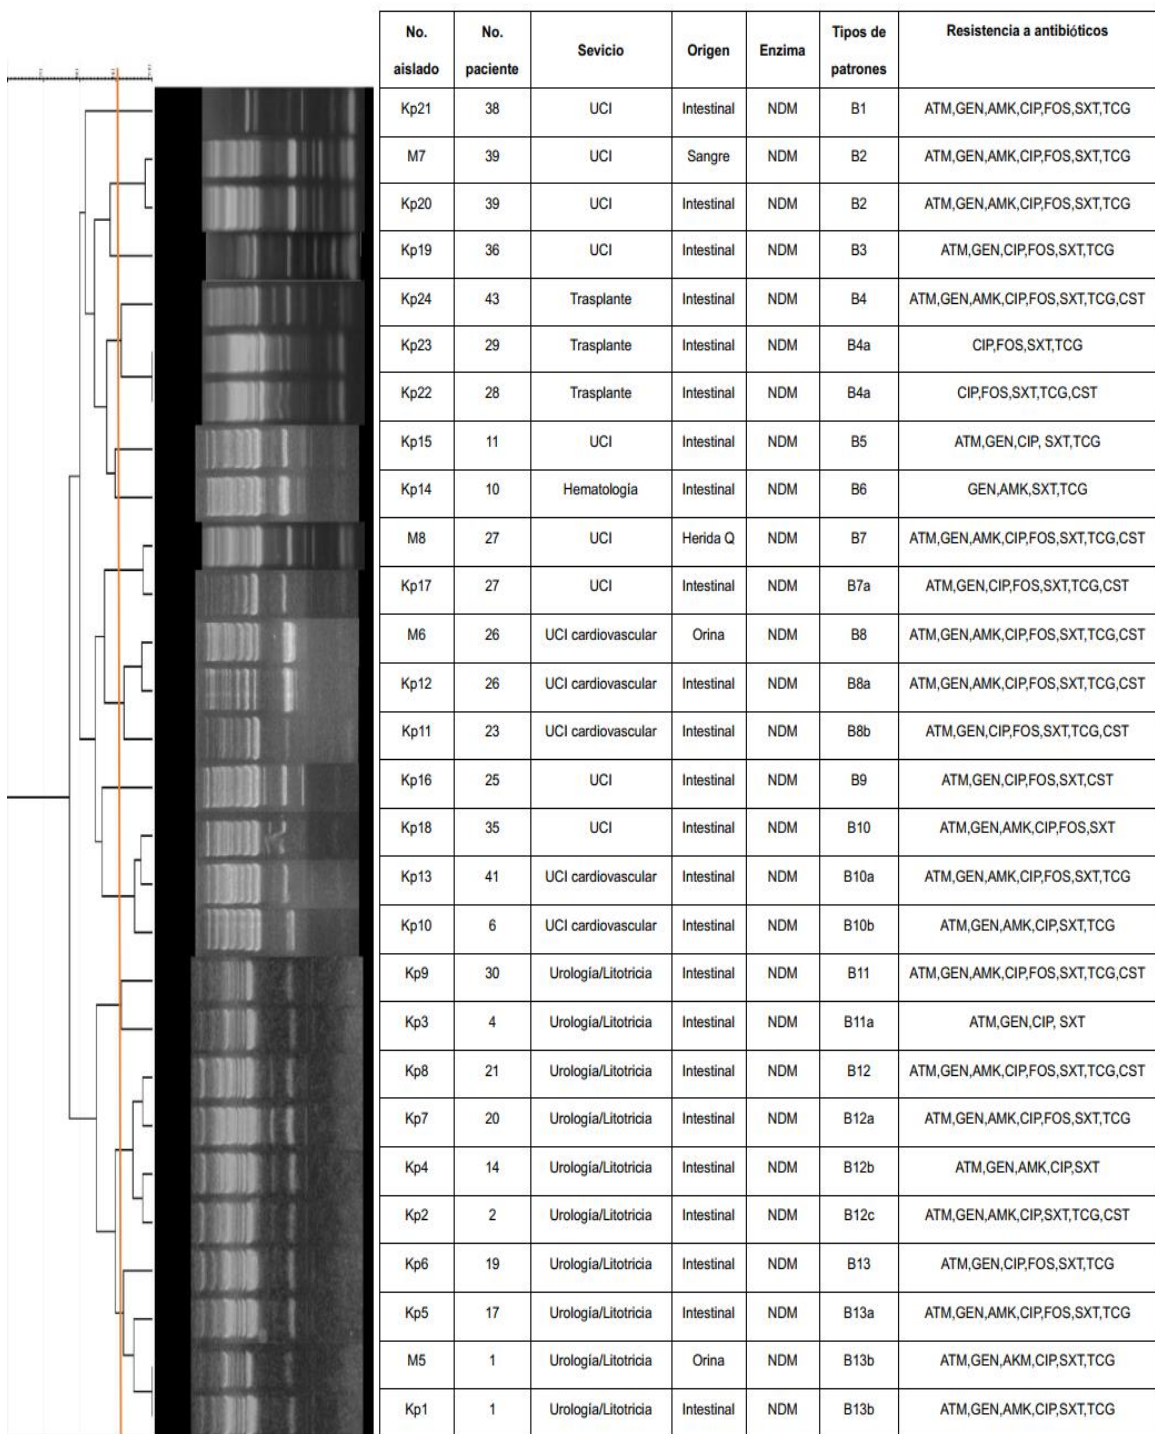 No. aislado No. paciente Sevicio Origen Enzima Tipos de patrones Resistencia a antibióticos
Kp21 38 UCI Intestinal NDM B1 ATM,GEN,AMK,CIP,FOS,SXT,TCG
M7 39 UCI Sangre NDM B2 ATM,GEN,AMK,CIP,FOS,SXT,TCG
Kp20 39 UCI Intestinal NDM B2 ATM,GEN,AMK,CIP,FOS,SXT,TCG
Kp19 36 UCI Intestinal NDM B3 ATM,GEN,CIP,FOS,SXT,TCG
Kp24 43 Trasplante Intestinal NDM B4 ATM,GEN,AMK,CIP,FOS,SXT,TCG,CST
Kp23 29 Trasplante Intestinal NDM B4a CIP,FOS,SXT,TCG
Kp22 28 Trasplante Intestinal NDM B4a CIP,FOS,SXT,TCG,CST
Kp15 11 UCI Intestinal NDM B5 ATM,GEN,CIP, SXT,TCG
Kp14 10 Hematología Intestinal NDM B6 GEN,AMK,SXT,TCG
M8 27 UCI Herida Q NDM B7 ATM,GEN,AMK,CIP,FOS,SXT,TCG,CST
Kp17 27 UCI Intestinal NDM B7a ATM,GEN,CIP,FOS,SXT,TCG,CST
M6 26 UCI cardiovascular Orina NDM B8 ATM,GEN,AMK,CIP,FOS,SXT,TCG,CST
Kp12 26 UCI cardiovascular Intestinal NDM B8a ATM,GEN,AMK,CIP,FOS,SXT,TCG,CST
Kp11 23 UCI cardiovascular Intestinal NDM B8b ATM,GEN,CIP,FOS,SXT,TCG,CST
Kp16 25 UCI Intestinal NDM B9 ATM,GEN,CIP,FOS,SXT,CST
Kp18 35 UCI Intestinal NDM B10 ATM,GEN,AMK,CIP,FOS,SXT
Kp13 41 UCI cardiovascular Intestinal NDM B10a ATM,GEN,AMK,CIP,FOS,SXT,TCG
Kp10 6 UCI cardiovascular Intestinal NDM B10b ATM,GEN,AMK,CIP,SXT,TCG
Kp9 30 Urología/Litotricia Intestinal NDM B11 ATM,GEN,AMK,CIP,FOS,SXT,TCG,CST
Kp3 4 Urología/Litotricia Intestinal NDM B11a ATM,GEN,CIP, SXT
Kp8 21 Urología/Litotricia Intestinal NDM B12 ATM,GEN,AMK,CIP,FOS,SXT,TCG,CST
Kp7 20 Urología/Litotricia Intestinal NDM B12a ATM,GEN,AMK,CIP,FOS,SXT,TCG
Kp4 14 Urología/Litotricia Intestinal NDM B12b ATM,GEN,AMK,CIP,SXT
Kp2 2 Urología/Litotricia Intestinal NDM B12c ATM,GEN,AMK,CIP,SXT,TCG,CST
Kp6 19 Urología/Litotricia Intestinal NDM B13 ATM,GEN,CIP,FOS,SXT,TCG
Kp5 17 Urología/Litotricia Intestinal NDM B13a ATM,GEN,AMK,CIP,FOS,SXT,TCG
M5 1 Urología/Litotricia Orina NDM B13b ATM,GEN,AKM,CIP,SXT,TCG
Kp1 1 Urología/Litotricia Intestinal NDM B13b ATM,GEN,AMK,CIP,SXT,TCG